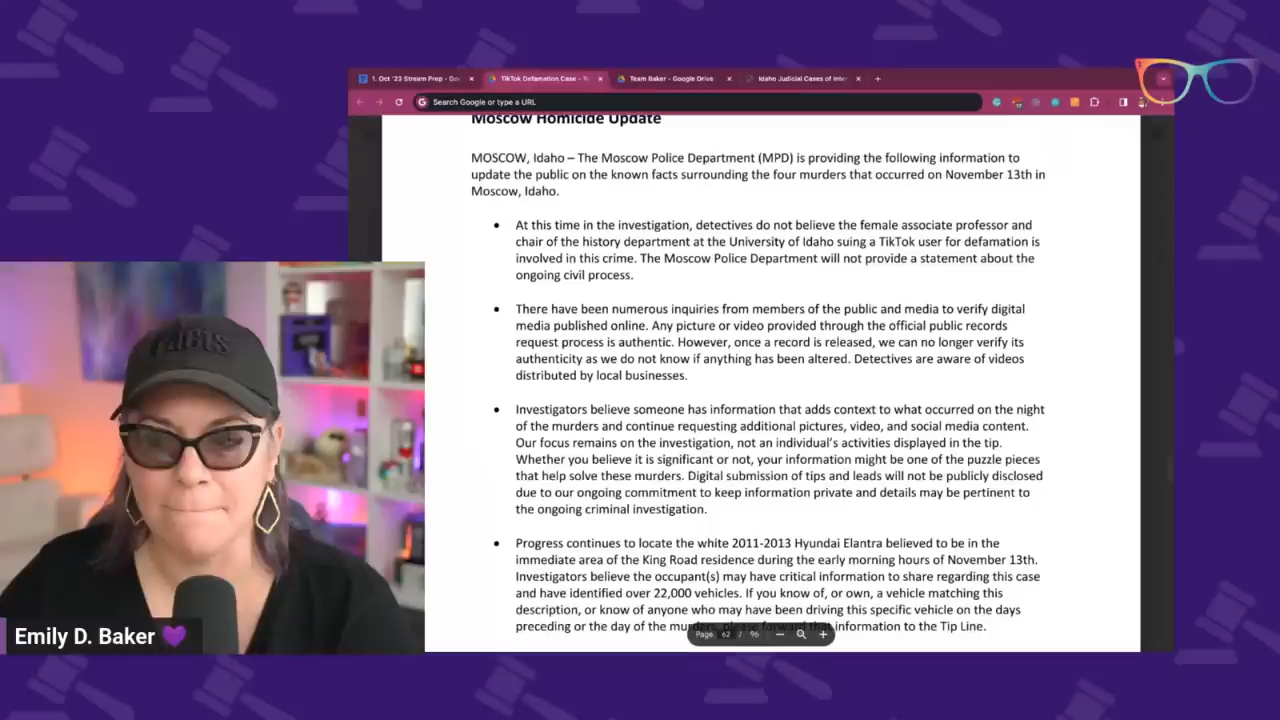 1. Oct '23 Stream Prep - Go
TikTok Defamation Case - 
Team Baker - Google Drive
Idaho Judicial Cases of Inter
Search Google or type a URL
Moscow Homicide Update
MOSCOW, Idaho – The Moscow Police Department (MPD) is providing the following information to
update the public on the known facts surrounding the four murders that occurred on November 13th in
Moscow, Idaho.
• At this time in the investigation, detectives do not believe the female associate professor and
chair of the history department at the University of Idaho suing a TikTok user for defamation is
involved in this crime. The Moscow Police Department will not provide a statement about the
ongoing civil process.
• There have been numerous inquiries from members of the public and media to verify digital
media published online. Any picture or video provided through the official public records
request process is authentic. However, once a record is released, we can no longer verify its
authenticity as we do not know if anything has been altered. Detectives are aware of videos
distributed by local businesses.
• Investigators believe someone has information that adds context to what occurred on the night
of the murders and continue requesting additional pictures, video, and social media content.
Our focus remains on the investigation, not an individual's activities displayed in the tip.
Whether you believe it is significant or not, your information might be one of the puzzle pieces
that help solve these murders. Digital submission of tips and leads will not be publicly disclosed
due to our ongoing commitment to keep information private and details may be pertinent to
the ongoing criminal investigation.
• Progress continues to locate the white 2011-2013 Hyundai Elantra believed to be in the
immediate area of the King Road residence during the early morning hours of November 13th.
Investigators believe the occupant(s) may have critical information to share regarding this case
and have identified over 22,000 vehicles. If you know of, or own, a vehicle matching this
description, or know of anyone who may have been driving this specific vehicle on the days
preceding or the day of the murders, please forward that information to the Tip Line.
Page 62 / 96
Emily D. Baker 💜